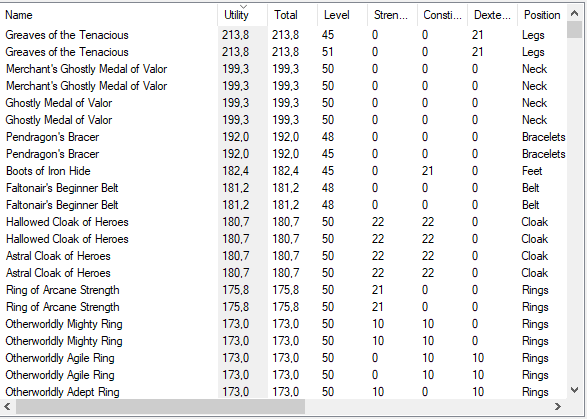 Name Utility Total Level Stren... Consti... Dexte... Position
Greaves of the Tenacious 213,8 213,8 45 0 0 21 Legs
Greaves of the Tenacious 213,8 213,8 51 0 0 21 Legs
Merchant's Ghostly Medal of Valor 199,3 199,3 50 0 0 0 Neck
Merchant's Ghostly Medal of Valor 199,3 199,3 50 0 0 0 Neck
Ghostly Medal of Valor 199,3 199,3 50 0 0 0 Neck
Ghostly Medal of Valor 199,3 199,3 50 0 0 0 Neck
Pendragon's Bracer 192,0 192,0 48 0 0 0 Bracelets
Pendragon's Bracer 192,0 192,0 45 0 0 0 Bracelets
Boots of Iron Hide 182,4 182,4 45 0 21 0 Feet
Faltonair's Beginner Belt 181,2 181,2 48 0 0 0 Belt
Faltonair's Beginner Belt 181,2 181,2 48 0 0 0 Belt
Hallowed Cloak of Heroes 180,7 180,7 50 22 22 0 Cloak
Hallowed Cloak of Heroes 180,7 180,7 50 22 22 0 Cloak
Astral Cloak of Heroes 180,7 180,7 50 22 22 0 Cloak
Astral Cloak of Heroes 180,7 180,7 50 22 22 0 Cloak
Ring of Arcane Strength 175,8 175,8 50 21 0 0 Rings
Ring of Arcane Strength 175,8 175,8 50 21 0 0 Rings
Otherworldly Mighty Ring 173,0 173,0 50 10 10 0 Rings
Otherworldly Mighty Ring 173,0 173,0 50 10 10 0 Rings
Otherworldly Agile Ring 173,0 173,0 50 0 10 10 Rings
Otherworldly Agile Ring 173,0 173,0 50 0 10 10 Rings
Otherworldly Adept Ring 173,0 173,0 50 10 0 10 Rings